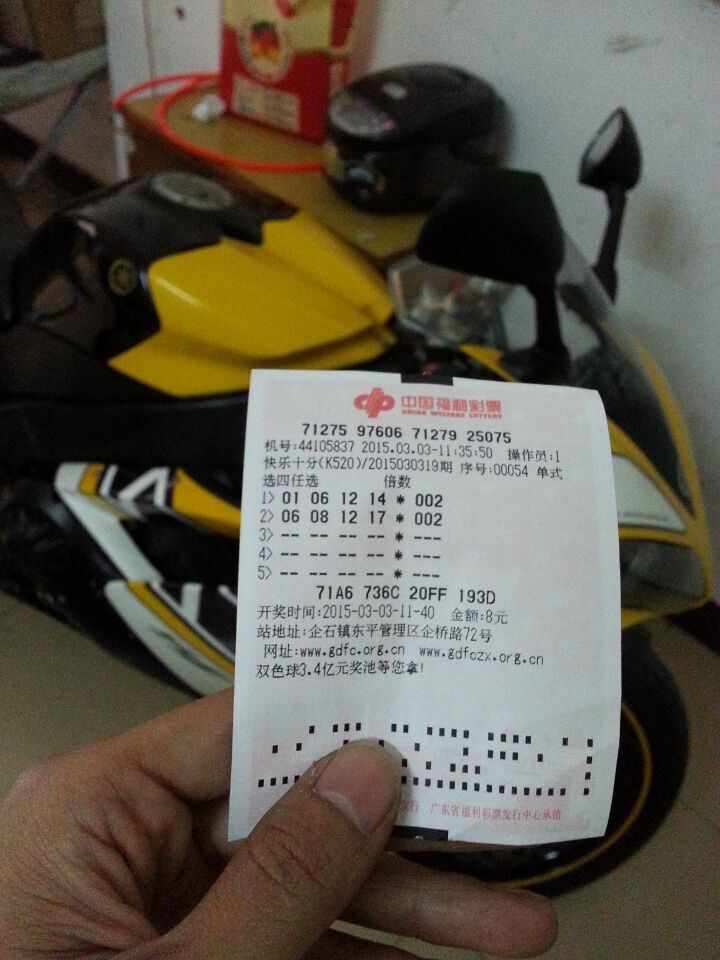 中国福利彩票
CHINA WELFARE LOTTERY
71275 97606 71279 25075
机号:44105837 2015.03.03-11:35:50 操作员:1
快乐十分(K520)/2015030319期 序号:00054 单式
选四任选 倍数
1> 01 06 12 14 * 002
2> 06 08 12 17 * 002
3> -- -- -- -- * ---
4> -- -- -- -- * ---
5> -- -- -- -- * ---
71A6 736C 20FF 193D
开奖时间:2015-03-03-11-40 金额:8元
站地址:企石镇东平管理区企桥路72号
网址:www.gdfc.org.cn www.gdfczx.org.cn
双色球3.4亿元奖池等您拿!
发行 广东省福利彩票发行中心承销